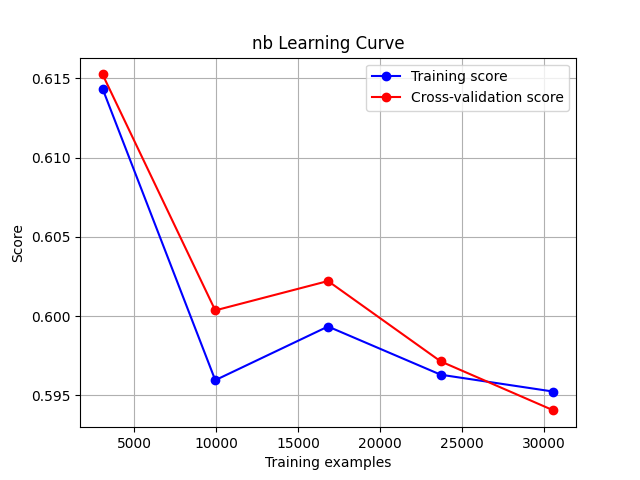 nb Learning Curve
Training score
Cross-validation score
Score
0.615
0.610
0.605
0.600
0.595
5000 10000 15000 20000 25000 30000
Training examples